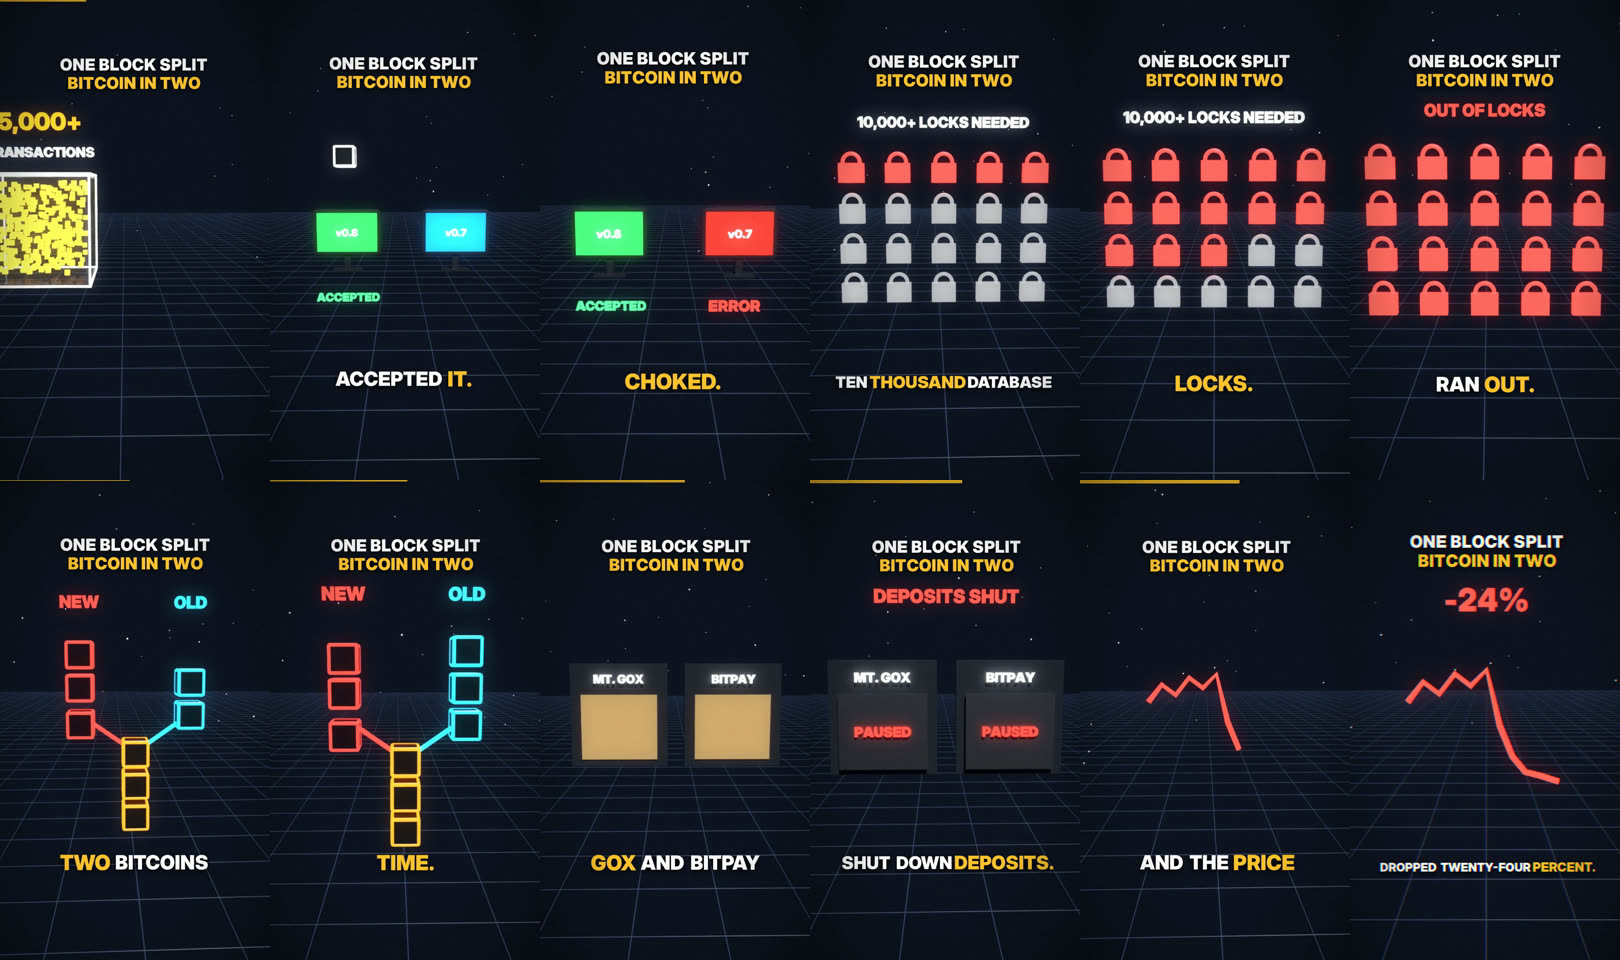 ONE BLOCK SPLIT
BITCOIN IN TWO
5,000+
RANSACTIONS
ONE BLOCK SPLIT
BITCOIN IN TWO
v0.8
v0.7
ACCEPTED
ACCEPTED IT.
ONE BLOCK SPLIT
BITCOIN IN TWO
v0.8
v0.7
ACCEPTED
ERROR
CHOKED.
ONE BLOCK SPLIT
BITCOIN IN TWO
10,000+ LOCKS NEEDED
TEN THOUSAND DATABASE
ONE BLOCK SPLIT
BITCOIN IN TWO
10,000+ LOCKS NEEDED
LOCKS.
ONE BLOCK SPLIT
BITCOIN IN TWO
OUT OF LOCKS
RAN OUT.
ONE BLOCK SPLIT
BITCOIN IN TWO
NEW
OLD
TWO BITCOINS
ONE BLOCK SPLIT
BITCOIN IN TWO
NEW
OLD
TIME.
ONE BLOCK SPLIT
BITCOIN IN TWO
MT. GOX
BITPAY
GOX AND BITPAY
ONE BLOCK SPLIT
BITCOIN IN TWO
DEPOSITS SHUT
MT. GOX
BITPAY
PAUSED
PAUSED
SHUT DOWN DEPOSITS.
ONE BLOCK SPLIT
BITCOIN IN TWO
AND THE PRICE
ONE BLOCK SPLIT
BITCOIN IN TWO
-24%
DROPPED TWENTY-FOUR PERCENT.